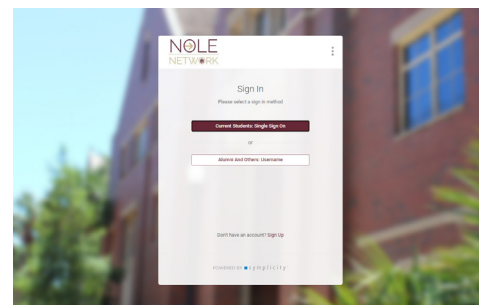 NOLE
NETWORK
Sign In
Please select a sign in method
Current Students: Single Sign On
or
Alumni And Others: Username
Don't have an account? Sign Up
POWERED BY symplicity